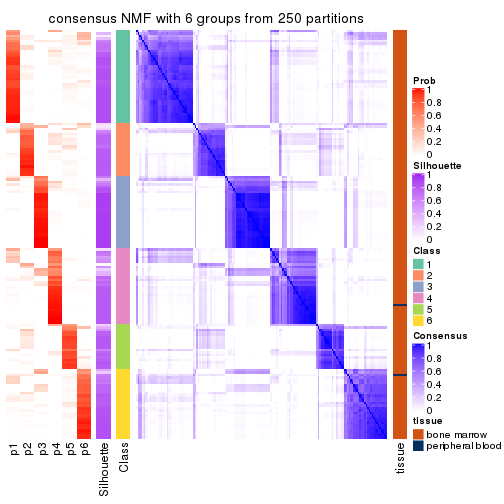 consensus NMF with 6 groups from 250 partitions
Prob
1
0.8
0.6
0.4
0.2
0
Silhouette
1
0.8
0.6
0.4
0.2
0
Class
1
2
3
4
5
6
Consensus
1
0.8
0.6
0.4
0.2
0
tissue
bone marrow
peripheral blood
p1
p2
p3
p4
p5
p6
Silhouette
Class
tissue